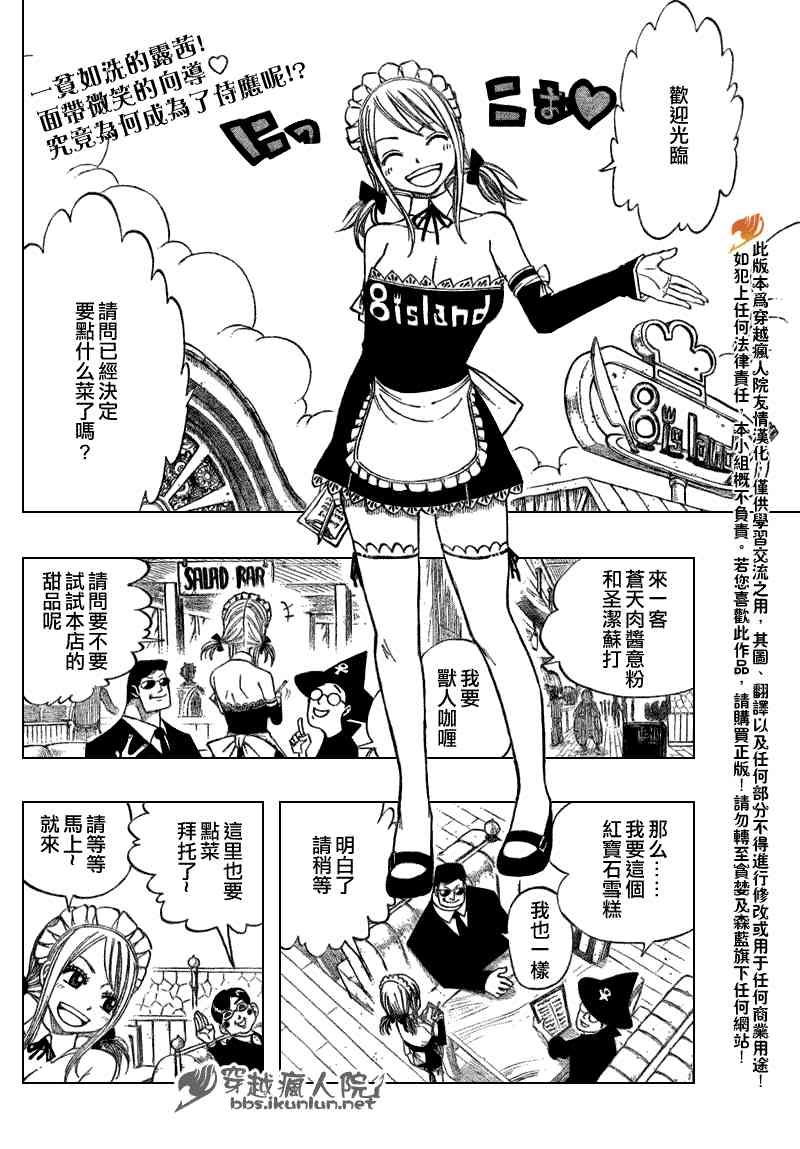 歡迎光臨
にこっ
一貧如洗的露茜!
面帶微笑的向導♡
究竟為何成為了侍應呢!?
請問已經決定
要點什么菜了嗎?
8island
8island
來一客
蒼天肉醬意粉
和圣潔蘇打
我要
獸人咖喱
SALAD BAR
請問要不要
試試本店的
甜品呢
那么……
我要這個
紅寶石雪糕
我也一樣
明白了
請稍等
這里也要
點菜
拜托了~
請等等
馬上~
就來
此版本爲穿越瘋人院友情漢化,僅供學習交流之用,其圖、翻譯以及任何部分不得進行修改或用于任何商業用途!
如犯上任何法律責任,本小組概不負責。若您喜歡此作品,請購買正版!請勿轉至貪婪及森藍旗下任何網站!
穿越瘋人院
bbs.ikunlun.net